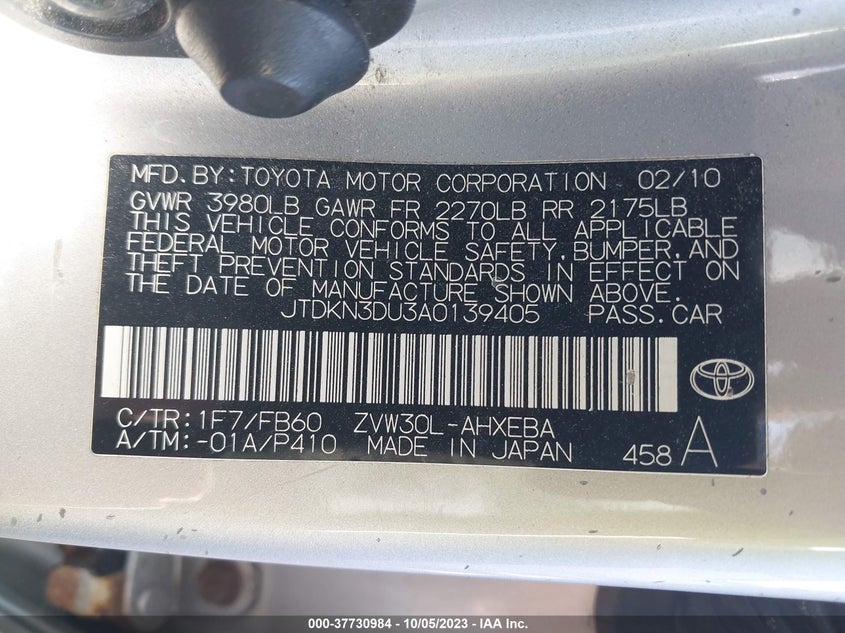 MFD.BY:TOYOTA MOTOR CORPORATION 02/10
GVWR 3980LB GAWR FR 2270LB RR 2175LB
THIS VEHICLE CONFORMS TO ALL APPLICABLE
FEDERAL MOTOR VEHICLE SAFETY,BUMPER,AND
THEFT PREVENTION STANDARDS IN EFFECT ON
THE DATE OF MANUFACTURE SHOWN ABOVE.
JTDKN3DU3A0139405 PASS.CAR
C/TR:1F7/FB60 ZVW30L-AHXEBA
A/TM:-01A/P410 MADE IN JAPAN 458 A
000-37730984 - 10/05/2023 - IAA Inc.